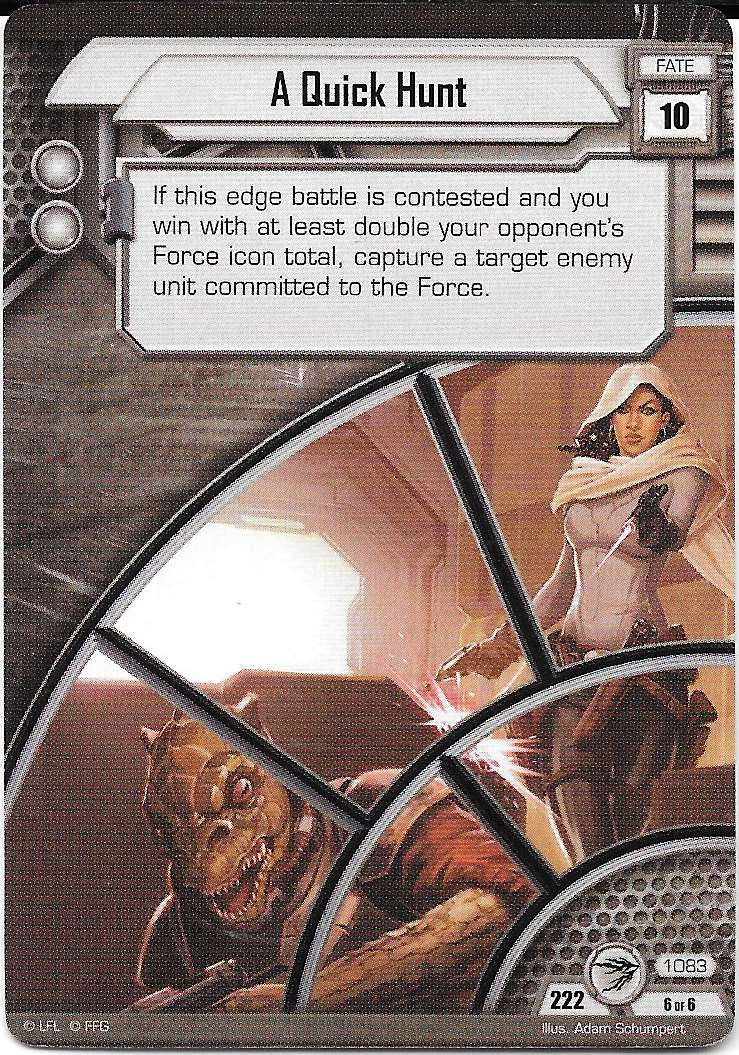 A Quick Hunt
FATE
10
If this edge battle is contested and you
win with at least double your opponent's
Force icon total, capture a target enemy
unit committed to the Force.
1083
222
6 OF 6
© LFL © FFG
Illus. Adam Schumpert